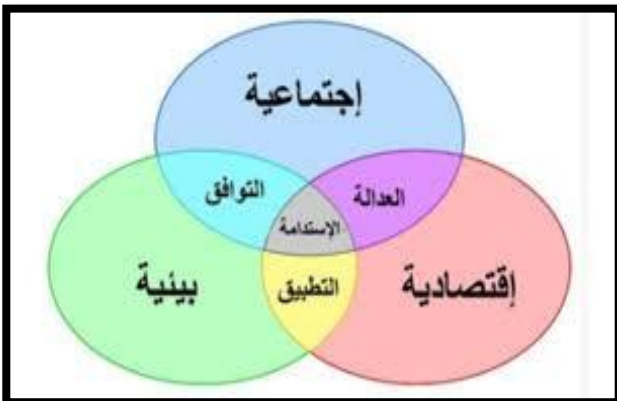 إجتماعية
العدالة
التوافق
الإستدامة
إقتصادية
التطبيق
بيئية